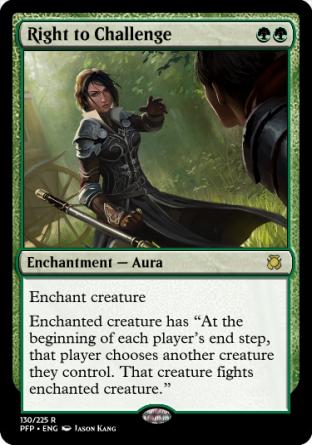 Right to Challenge
Enchantment — Aura
Enchant creature
Enchanted creature has “At the
beginning of each player’s end step,
that player chooses another creature
they control. That creature fights
enchanted creature.”
130/225 R
PFP • ENG Jason Kang